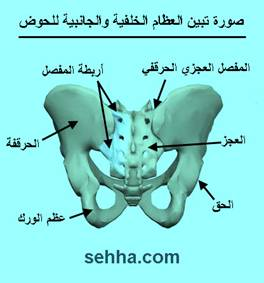 صورة تبين العظام الخلفية والجانبية للحوض
المفصل العجزي الحرقفي
أربطة المفصل
الحرقفة
العجز
الحق
عظم الورك
sehha.com